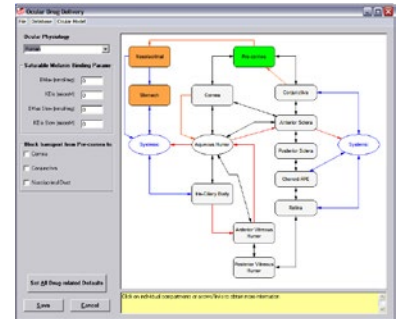 Ocular Drug Delivery
File Database Ocular Model
Ocular Physiology
Human
Saturable Melanin Binding Parame
Block transport from Pre-cornea to
Cornea
Conjunctiva
Nasolacrimal Duct
Set All Drug-related Defaults
Save Cancel
Nasolacrimal
Pre-cornea
Stomach
Cornea
Conjunctiva
Anterior Sclera
Systemic
Aqueous Humor
Systemic
Posterior Sclera
Choroid-RPE
Iris-Ciliary Body
Retina
Anterior Vitreous
Humor
Posterior Vitreous
Humor
Click on individual compartments or access lines to obtain more information